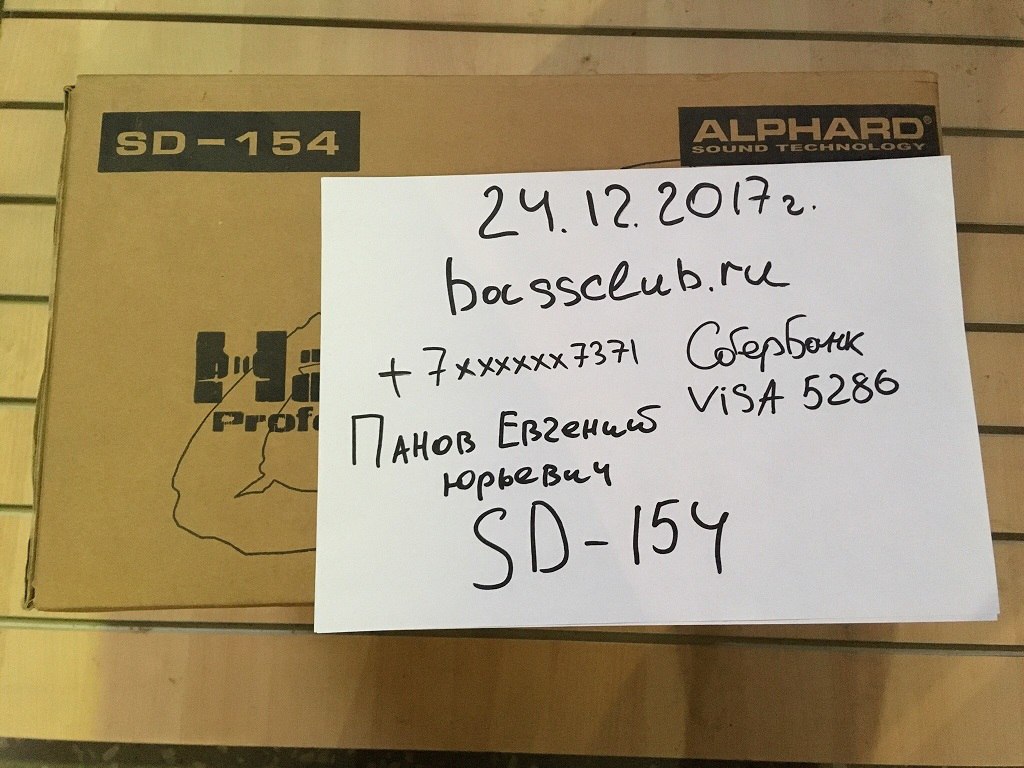 SD-154
ALPHARD®
SOUND TECHNOLOGY
24.12.2017г.
bassclub.ru
+7xxxxxx7371
Сбербанк
ViSA 5286
Панов Евгений
Юрьевич
SD-154